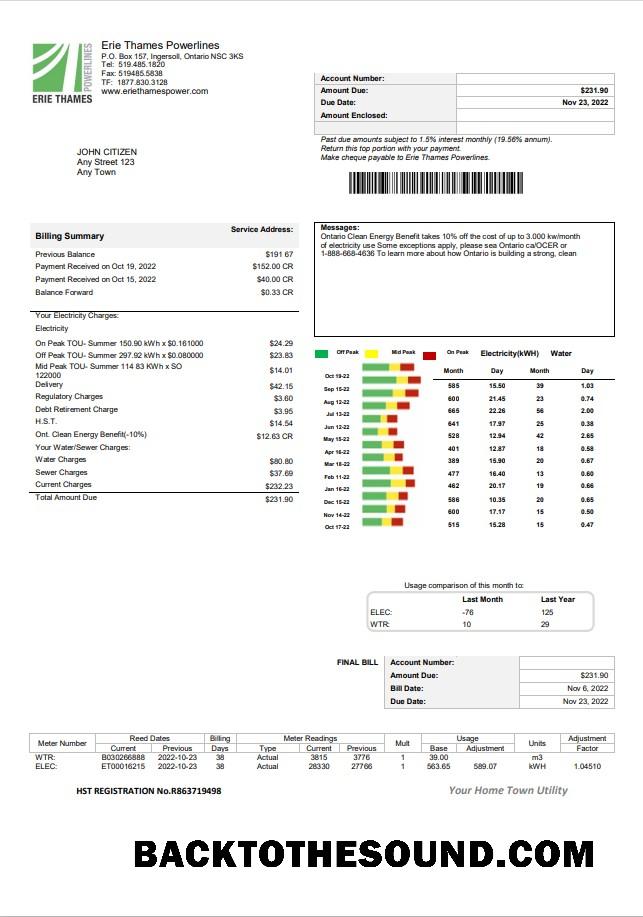 Erie Thames Powerlines
P.O. Box 157, Ingersoll, Ontario NSC 3KS
Tel: 519.485.1820
Fax: 519485.5838
TF: 1877.830.3128
www.eriethamespower.com
POWERLINES
ERIE THAMES
Account Number:
Amount Due: $231.90
Due Date: Nov 23, 2022
Amount Enclosed:
Past due amounts subject to 1.5% interest monthly (19.56% annum).
Return this top portion with your payment.
Make cheque payable to Erie Thames Powerlines.
JOHN CITIZEN
Any Street 123
Any Town
Billing Summary Service Address:
Previous Balance $191.67
Payment Received on Oct 19, 2022 $152.00 CR
Payment Received on Oct 15, 2022 $40.00 CR
Balance Forward $0.33 CR
Your Electricity Charges:
Electricity
On Peak TOU- Summer 150.90 kWh x $0.161000 $24.29
Off Peak TOU- Summer 297.92 kWh x $0.080000 $23.83
Mid Peak TOU- Summer 114 83 KWH x SO
122000 $14.01
Delivery $42.15
Regulatory Charges $3.60
Debt Retirement Charge $3.95
H.S.T. $14.54
Ont. Clean Energy Benefit(-10%) $12.63 CR
Your Water/Sewer Charges:
Water Charges $80.80
Sewer Charges $37.69
Current Charges $232.23
Total Amount Due $231.90
Messages:
Ontario Clean Energy Benefit takes 10% off the cost of up to 3.000 kw/month
of electricity use Some exceptions apply, please sea Ontario ca/OCER or
1-888-668-4636 To learn more about how Ontario is building a strong, clean
Off Peak Mid Peak On Peak Electricity(kWH) Water
Month Day Month Day
Oct 19-22
Sep 15-22 585 15.50 39 1.03
Aug 12-22 600 21.45 23 0.74
Jul 13-22 665 22.26 56 2.00
Jun 12-22 641 17.97 25 0.38
May 15-22 528 12.94 42 2.65
Apr 16-22 401 12.87 18 0.58
Mar 18-22 389 15.90 20 0.67
Feb 11-22 477 16.40 13 0.60
Jan 16-22 462 20.17 19 0.66
Dec 15-22 586 10.35 20 0.65
Nov 14-22 600 17.17 15 0.50
Oct 17-22 515 15.28 15 0.47
Usage comparison of this month to:
Last Month Last Year
ELEC: -76 125
WTR: 10 29
FINAL BILL
Account Number:
Amount Due: $231.90
Bill Date: Nov 6, 2022
Due Date: Nov 23, 2022
Meter Number Reed Dates Billing Meter Readings Mult Usage Units Adjustment
Current Previous Days Type Current Previous Base Adjustment Factor
WTR: B030266888 2022-10-23 38 Actual 3815 3776 1 39.00 m3
ELEC: ET00016215 2022-10-23 38 Actual 28330 27766 1 563.65 589.07 kWH 1.04510
HST REGISTRATION No.R863719498
Your Home Town Utility
BACKTOTHESOUND.COM